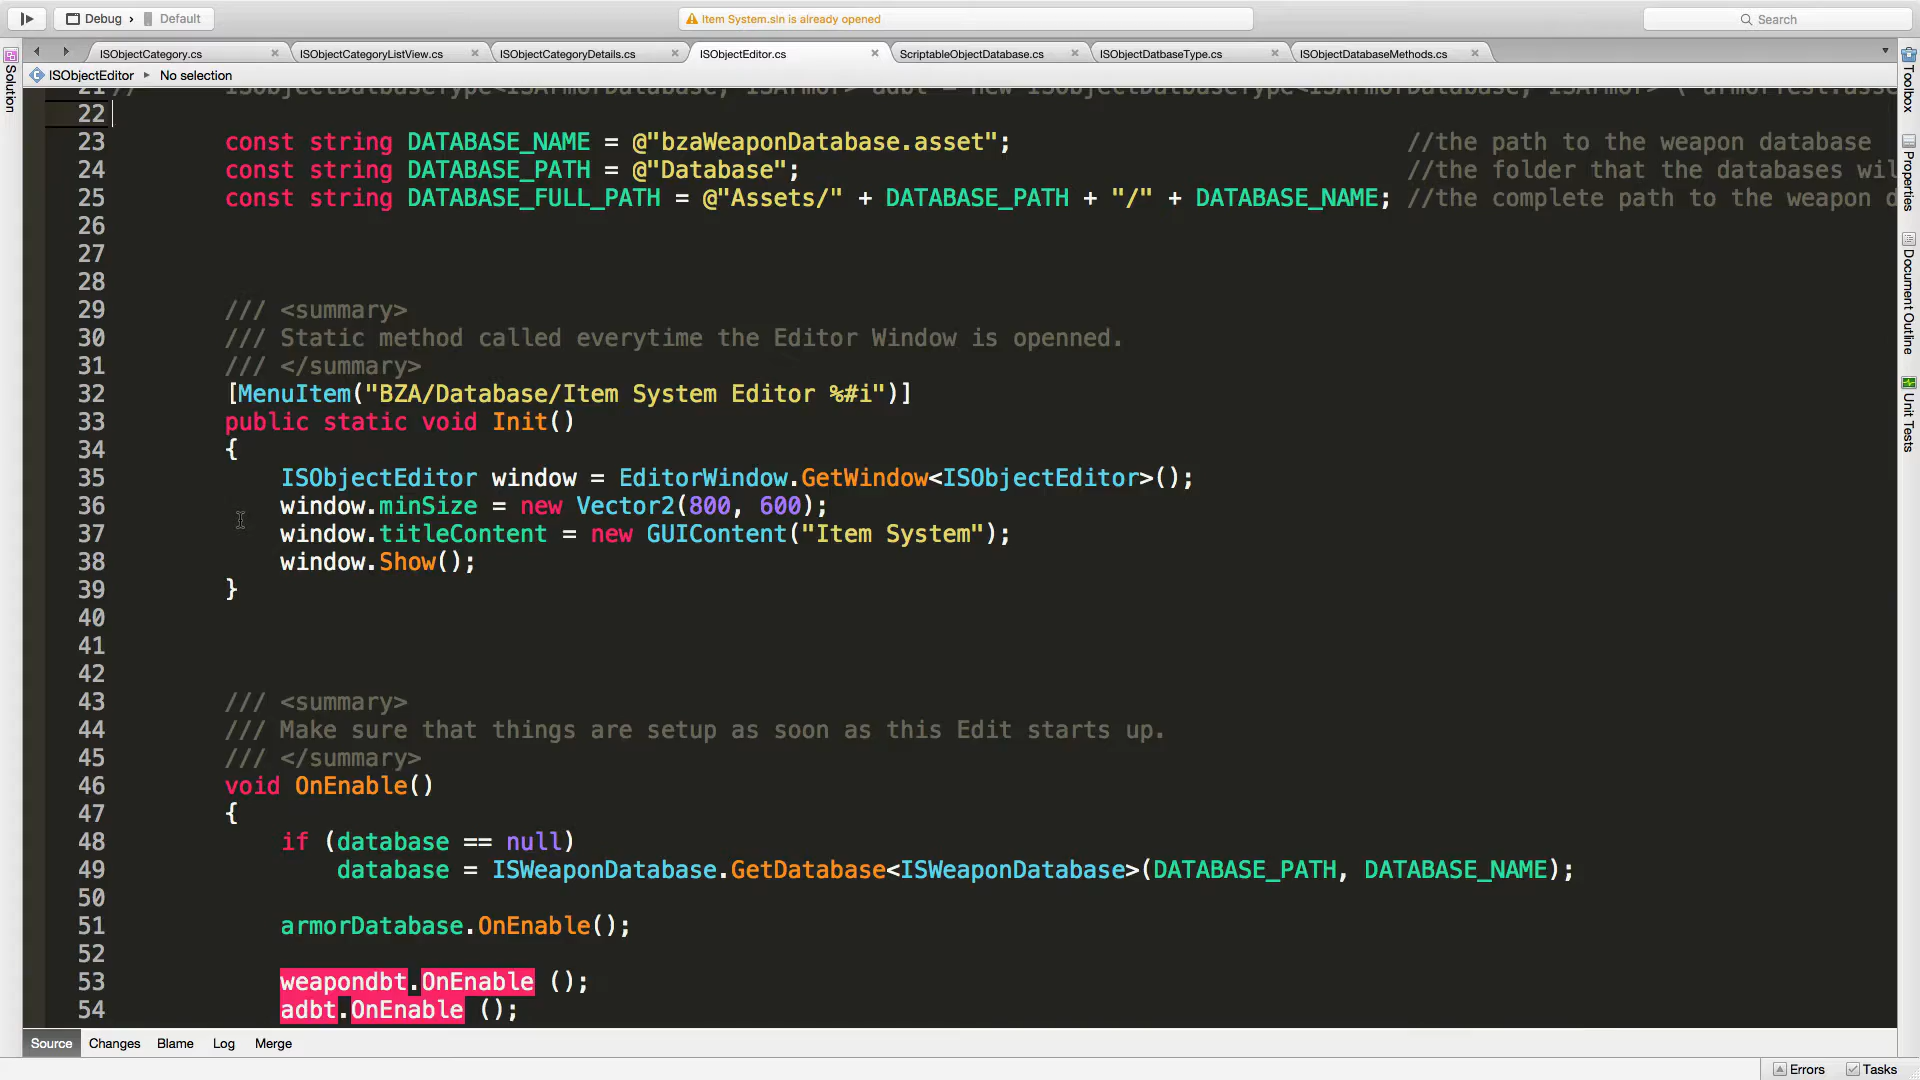 Debug › Default
Item System.sln is already opened
Search
ISObjectCategory.cs
ISObjectCategoryListView.cs
ISObjectCategoryDetails.cs
ISObjectEditor.cs
ScriptableObjectDatabase.cs
ISObjectDatbaseType.cs
ISObjectDatabaseMethods.cs
ISObjectEditor ▸ No selection
Solution
Toolbox
Properties
Document Outline
Unit Tests
21 // ISObjectDatbaseType<ISArmorDatabase, ISArmor> adbt = new ISObjectDatbaseType<ISArmorDatabase, ISArmor>
22
23 const string DATABASE_NAME = @"bzaWeaponDatabase.asset"; //the path to the weapon database
24 const string DATABASE_PATH = @"Database"; //the folder that the databases wil
25 const string DATABASE_FULL_PATH = @"Assets/" + DATABASE_PATH + "/" + DATABASE_NAME; //the complete path to the weapon d
26
27
28
29 /// <summary>
30 /// Static method called everytime the Editor Window is openned.
31 /// </summary>
32 [MenuItem("BZA/Database/Item System Editor %#i")]
33 public static void Init()
34 {
35 ISObjectEditor window = EditorWindow.GetWindow<ISObjectEditor>();
36 window.minSize = new Vector2(800, 600);
37 window.titleContent = new GUIContent("Item System");
38 window.Show();
39 }
40
41
42
43 /// <summary>
44 /// Make sure that things are setup as soon as this Edit starts up.
45 /// </summary>
46 void OnEnable()
47 {
48 if (database == null)
49 database = ISWeaponDatabase.GetDatabase<ISWeaponDatabase>(DATABASE_PATH, DATABASE_NAME);
50
51 armorDatabase.OnEnable();
52
53 weapondbt.OnEnable ();
54 adbt.OnEnable ();
Source Changes Blame Log Merge
Errors Tasks